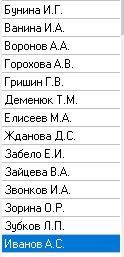 Бунина И.Г.
Ванина И.А.
Воронов А.А.
Горохова А.В.
Гришин Г.В.
Деменюк Т.М.
Елисеев М.А.
Жданова Д.С.
Забело Е.И.
Зайцева В.А.
Звонков И.А.
Зорина О.Р.
Зубков Л.П.
Иванов А.С.